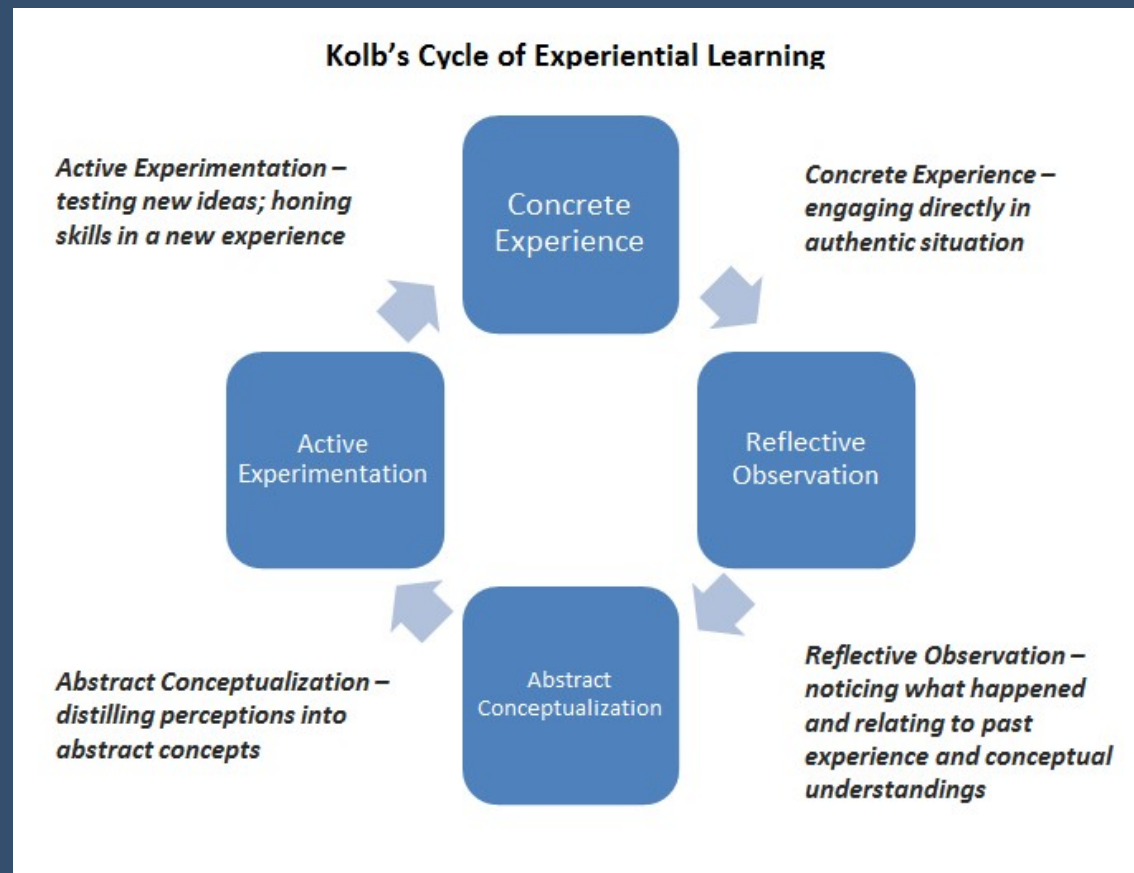 Kolb’s Cycle of Experiential Learning
Active Experimentation –
testing new ideas; honing
skills in a new experience
Concrete
Experience
Concrete Experience –
engaging directly in
authentic situation
Active
Experimentation
Reflective
Observation
Abstract Conceptualization –
distilling perceptions into
abstract concepts
Abstract
Conceptualization
Reflective Observation –
noticing what happened
and relating to past
experience and conceptual
understandings